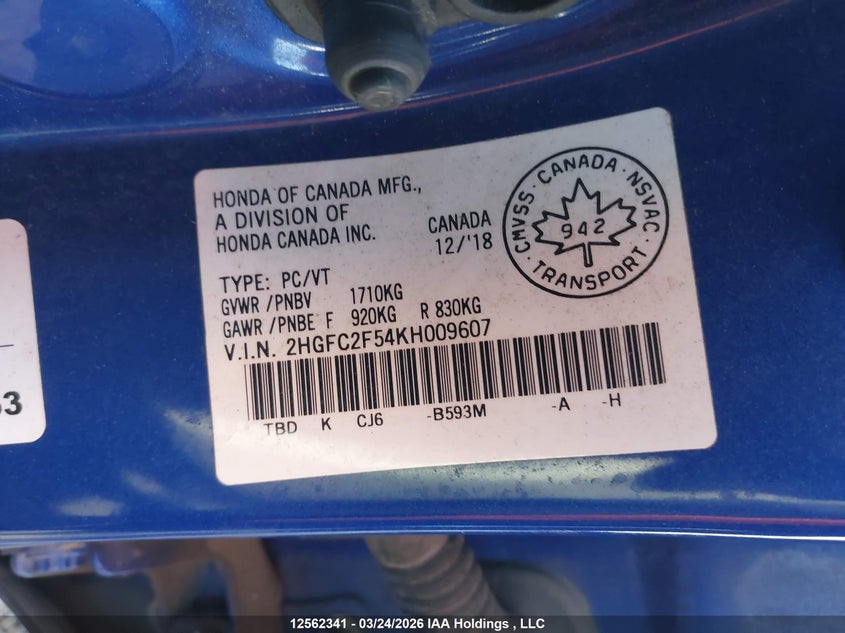 HONDA OF CANADA MFG.,
A DIVISION OF
HONDA CANADA INC.
CANADA
12/'18
CMVSS · CANADA · NSVAC
942
· TRANSPORT ·
TYPE: PC/VT
GVWR /PNBV 1710KG
GAWR /PNBE F 920KG R 830KG
V.I.N. 2HGFC2F54KH009607
TBD K CJ6 -B593M -A -H
3
12562341 - 03/24/2026 IAA Holdings , LLC